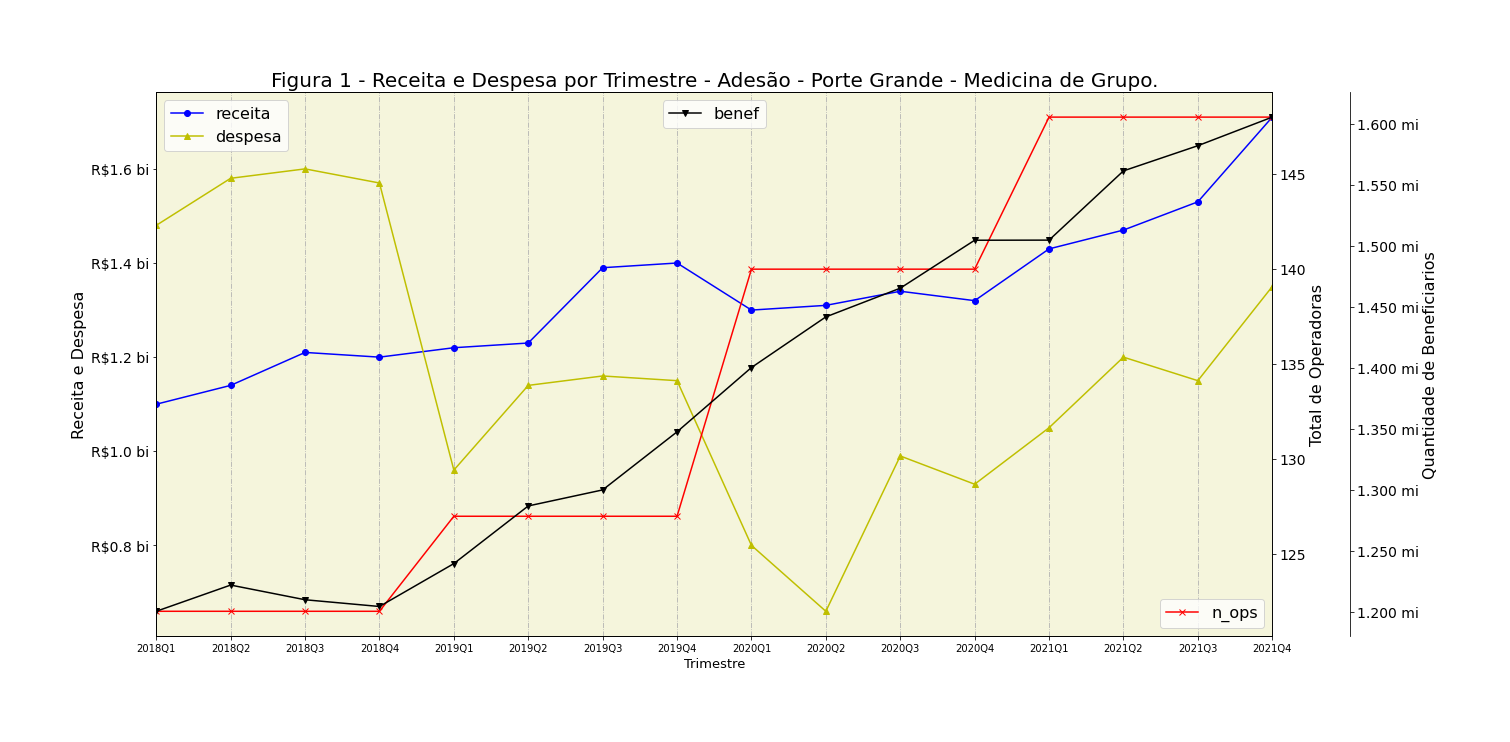 Figura 1 - Receita e Despesa por Trimestre - Adesão - Porte Grande - Medicina de Grupo.
receita
despesa
benef
n_ops
Receita e Despesa
R$1.6 bi
R$1.4 bi
R$1.2 bi
R$1.0 bi
R$0.8 bi
145
140
135
130
125
Total de Operadoras
1.600 mi
1.550 mi
1.500 mi
1.450 mi
1.400 mi
1.350 mi
1.300 mi
1.250 mi
1.200 mi
Quantidade de Beneficiarios
2018Q1 2018Q2 2018Q3 2018Q4 2019Q1 2019Q2 2019Q3 2019Q4 2020Q1 2020Q2 2020Q3 2020Q4 2021Q1 2021Q2 2021Q3 2021Q4
Trimestre